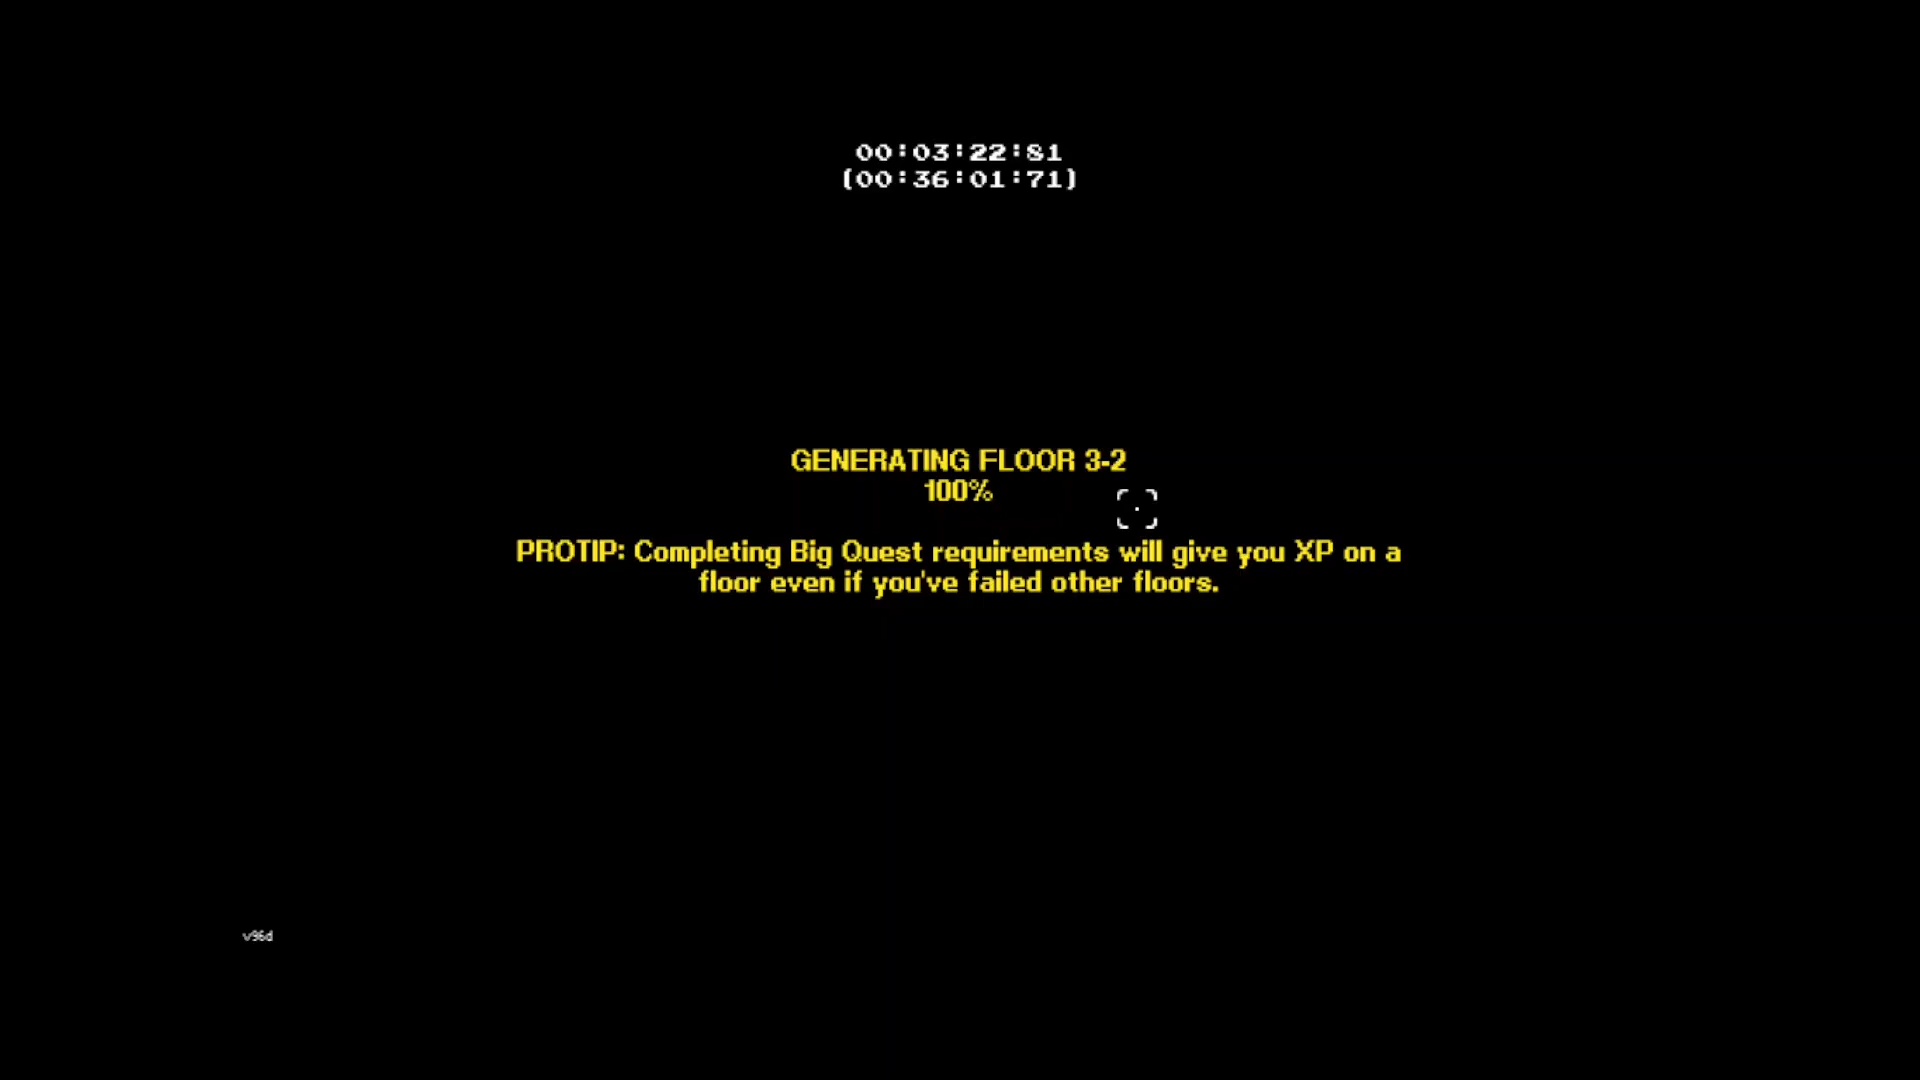 00:03:22:81
[00:36:01:71]
GENERATING FLOOR 3-2
100%
PROTIP: Completing Big Quest requirements will give you XP on a
floor even if you've failed other floors.
v96d